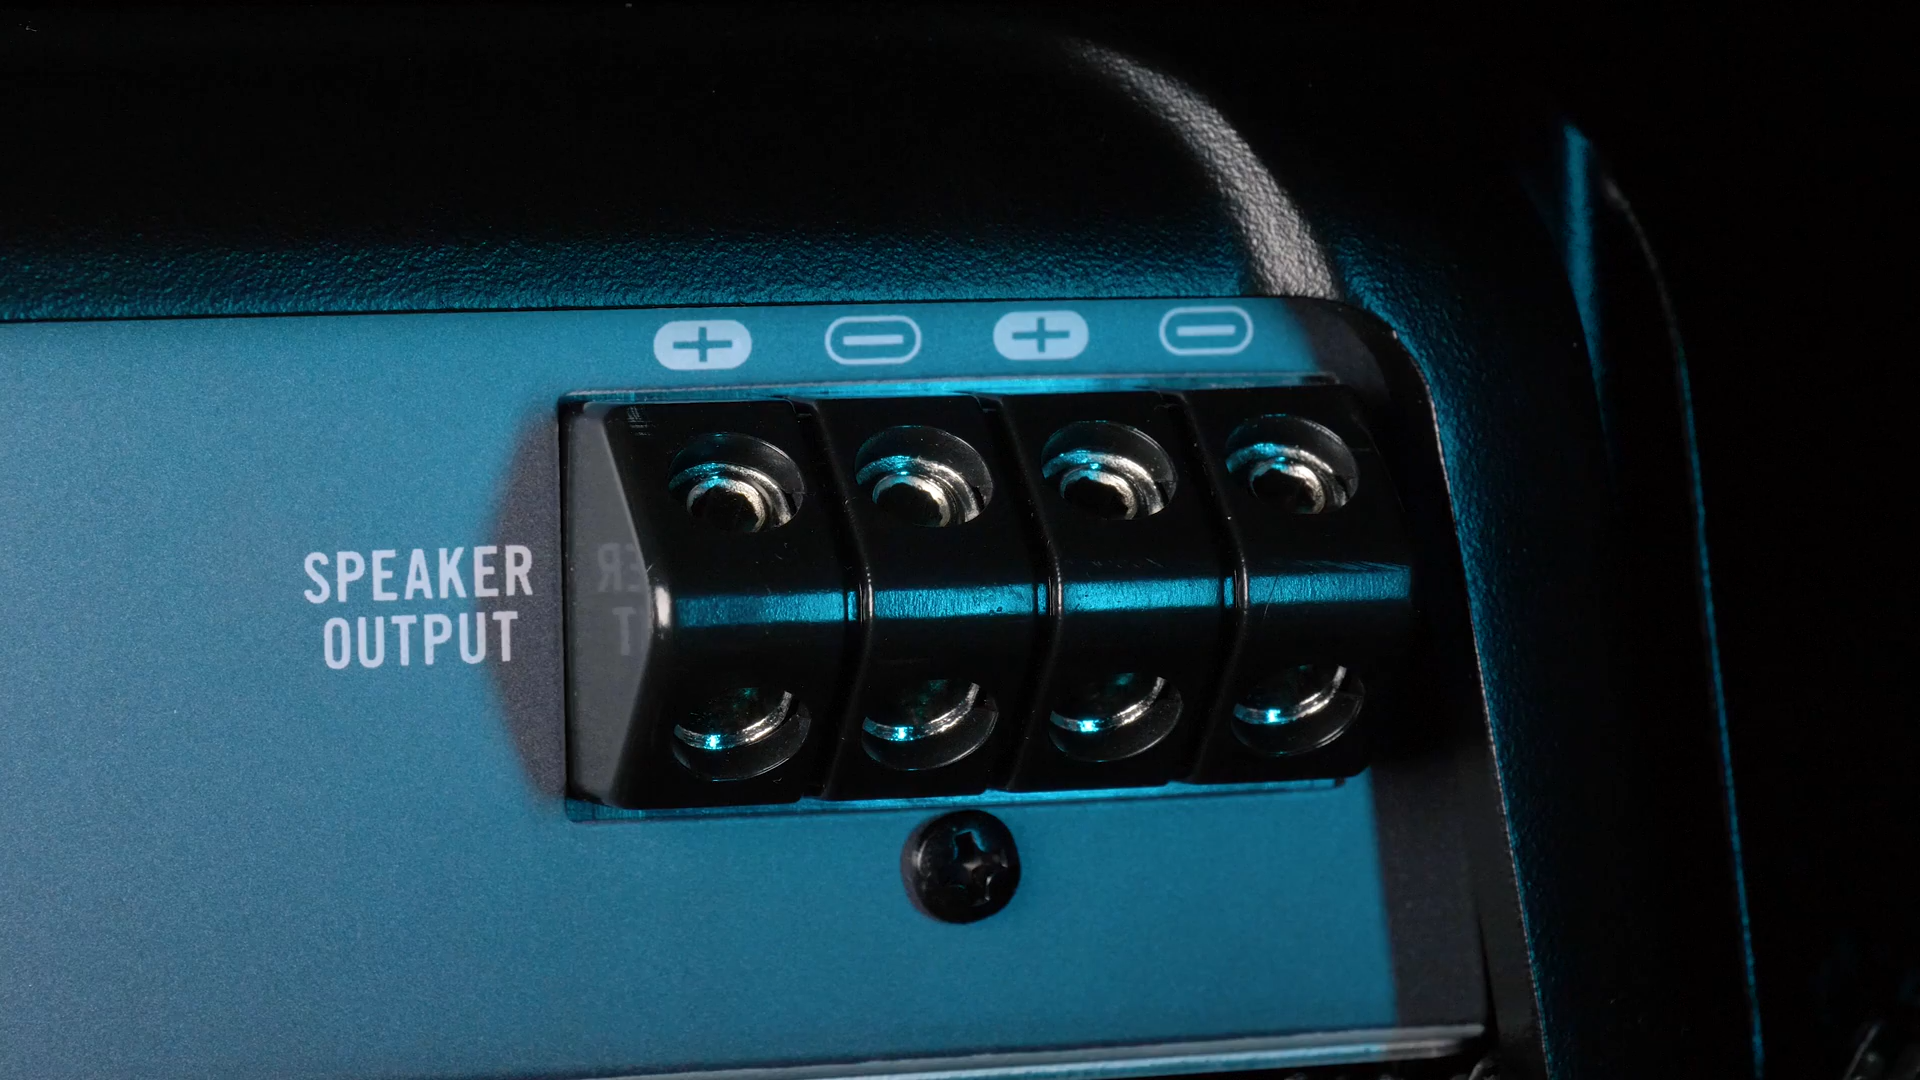 + − + −
SPEAKER
OUTPUT